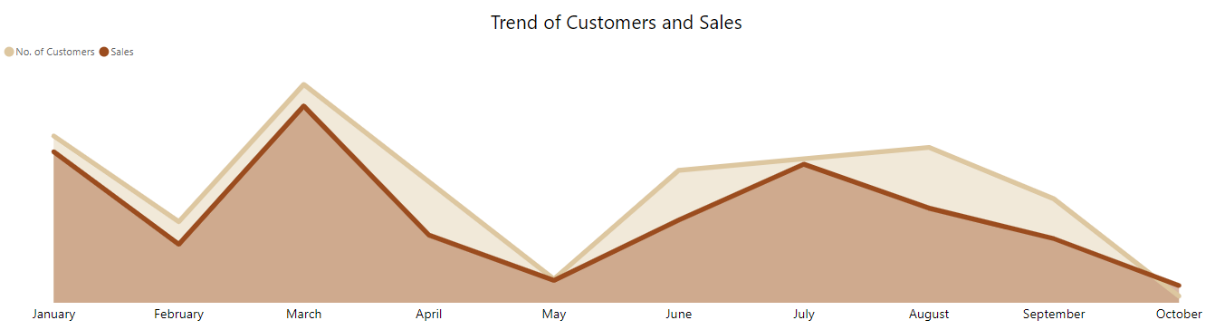 Trend of Customers and Sales
No. of Customers Sales
January February March April May June July August September October